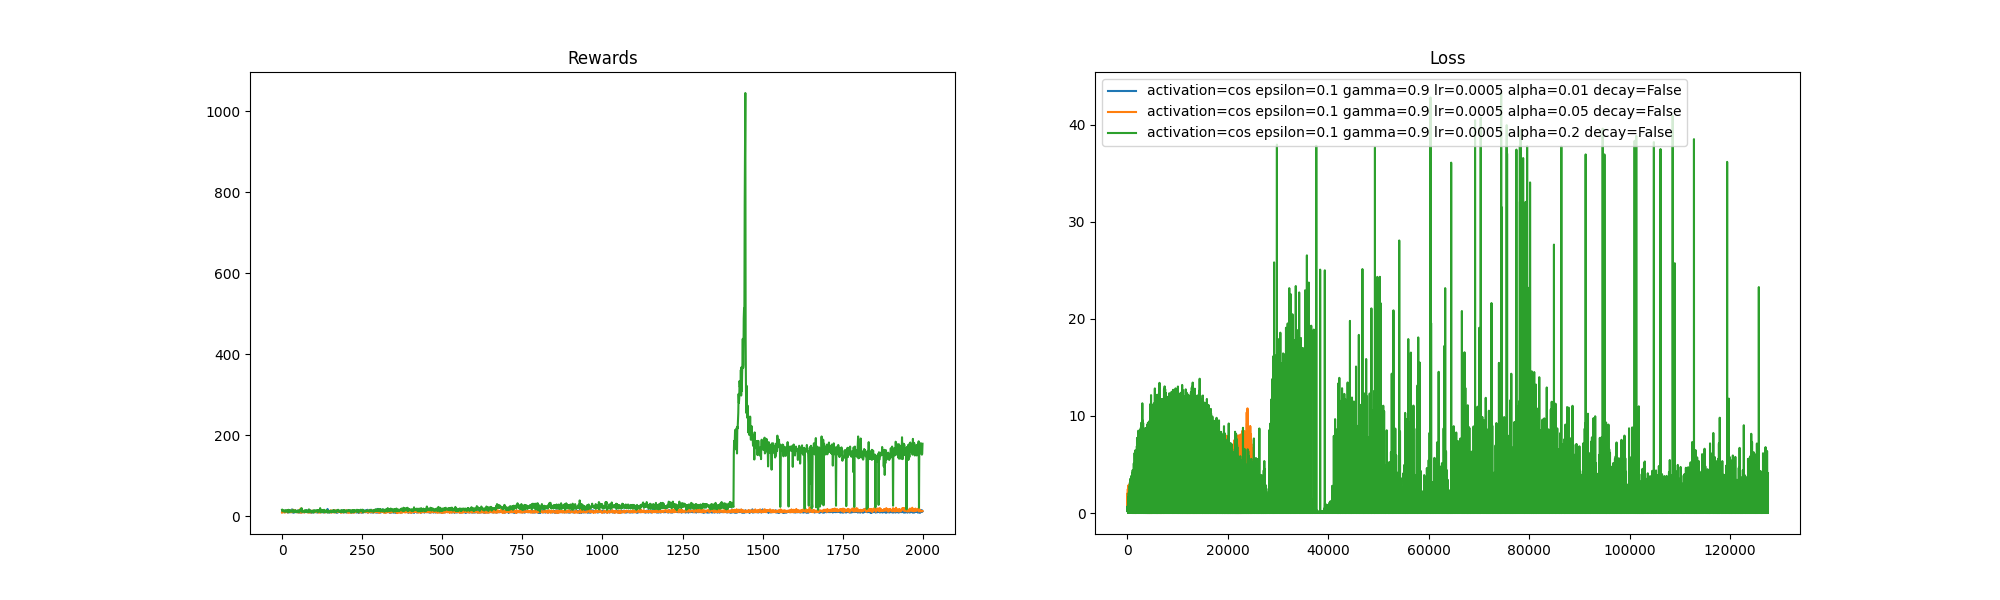 Rewards
1000
800
600
400
200
0
0 250 500 750 1000 1250 1500 1750 2000
Loss
activation=cos epsilon=0.1 gamma=0.9 lr=0.0005 alpha=0.01 decay=False
activation=cos epsilon=0.1 gamma=0.9 lr=0.0005 alpha=0.05 decay=False
activation=cos epsilon=0.1 gamma=0.9 lr=0.0005 alpha=0.2 decay=False
40
30
20
10
0
0 20000 40000 60000 80000 100000 120000